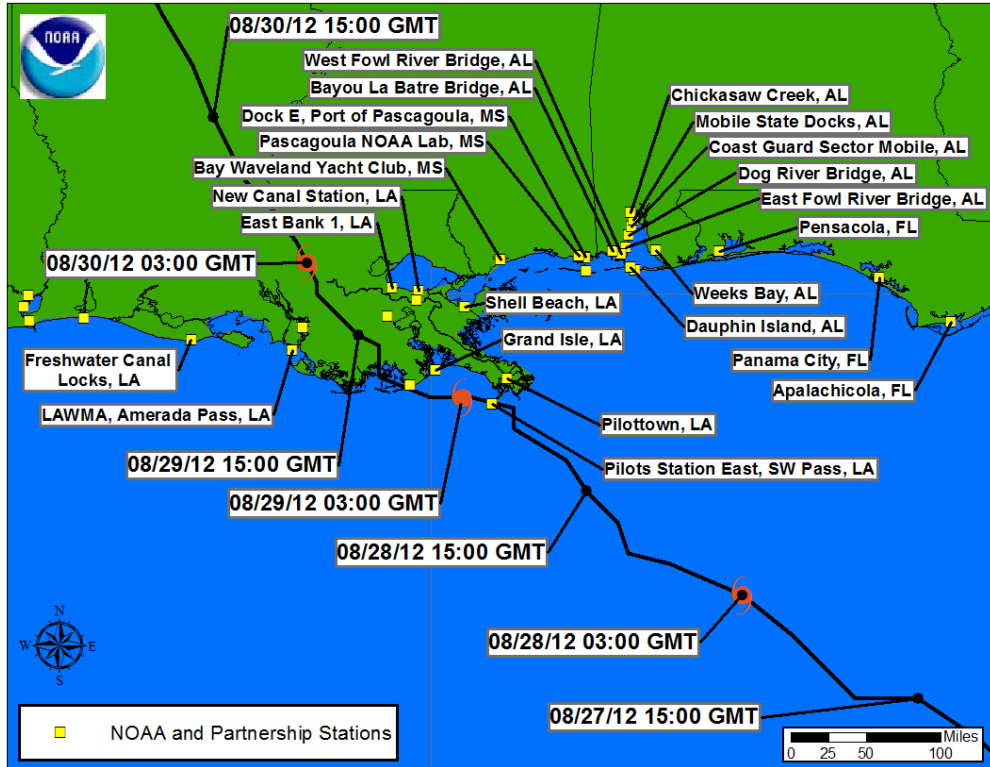 NOAA
08/30/12 15:00 GMT
West Fowl River Bridge, AL
Bayou La Batre Bridge, AL
Dock E, Port of Pascagoula, MS
Pascagoula NOAA Lab, MS
Bay Waveland Yacht Club, MS
New Canal Station, LA
East Bank 1, LA
Chickasaw Creek, AL
Mobile State Docks, AL
Coast Guard Sector Mobile, AL
Dog River Bridge, AL
East Fowl River Bridge, AL
Pensacola, FL
08/30/12 03:00 GMT
Weeks Bay, AL
Shell Beach, LA
Dauphin Island, AL
Grand Isle, LA
Panama City, FL
Apalachicola, FL
Freshwater Canal
Locks, LA
LAWMA, Amerada Pass, LA
Pilottown, LA
08/29/12 15:00 GMT
Pilots Station East, SW Pass, LA
08/29/12 03:00 GMT
08/28/12 15:00 GMT
08/28/12 03:00 GMT
08/27/12 15:00 GMT
N
W E
S
NOAA and Partnership Stations
Miles
0 25 50 100